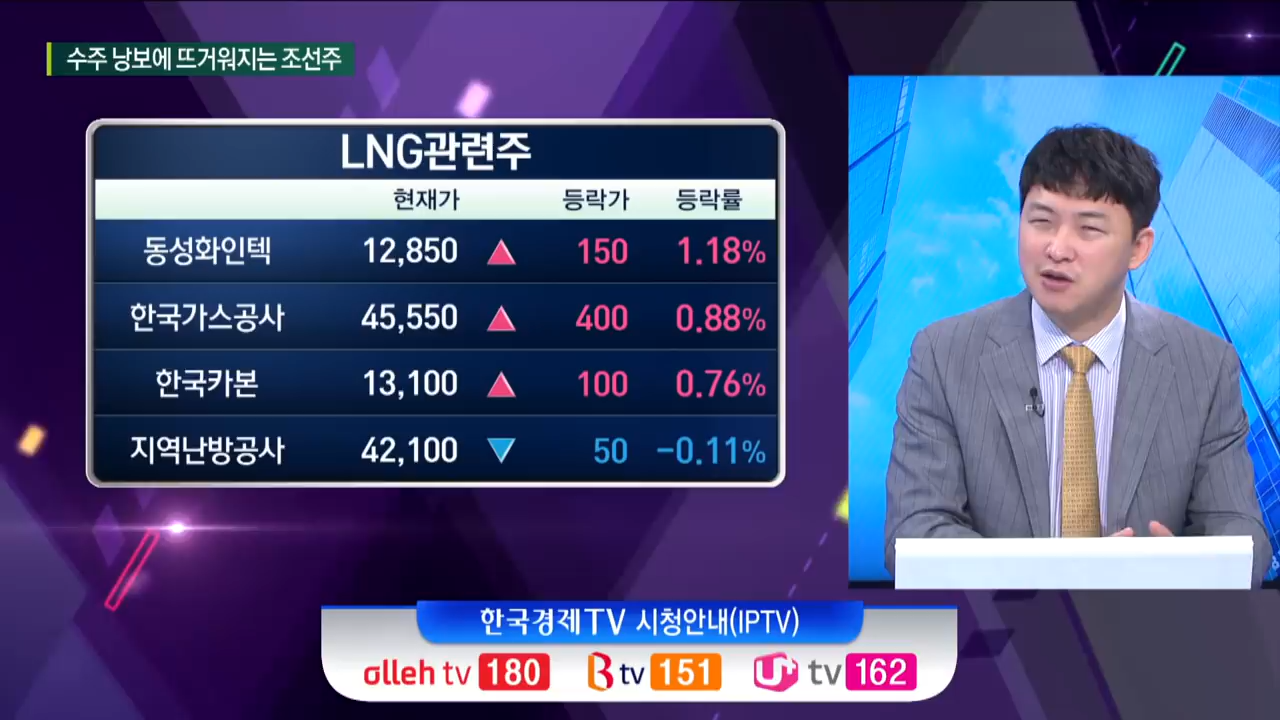 수주 낭보에 뜨거워지는 조선주
LNG관련주
현재가 등락가 등락률
동성화인텍 12,850 ▲ 150 1.18%
한국가스공사 45,550 ▲ 400 0.88%
한국카본 13,100 ▲ 100 0.76%
지역난방공사 42,100 ▼ 50 -0.11%
한국경제TV 시청안내(IPTV)
olleh tv 180 B tv 151 U+ tv 162